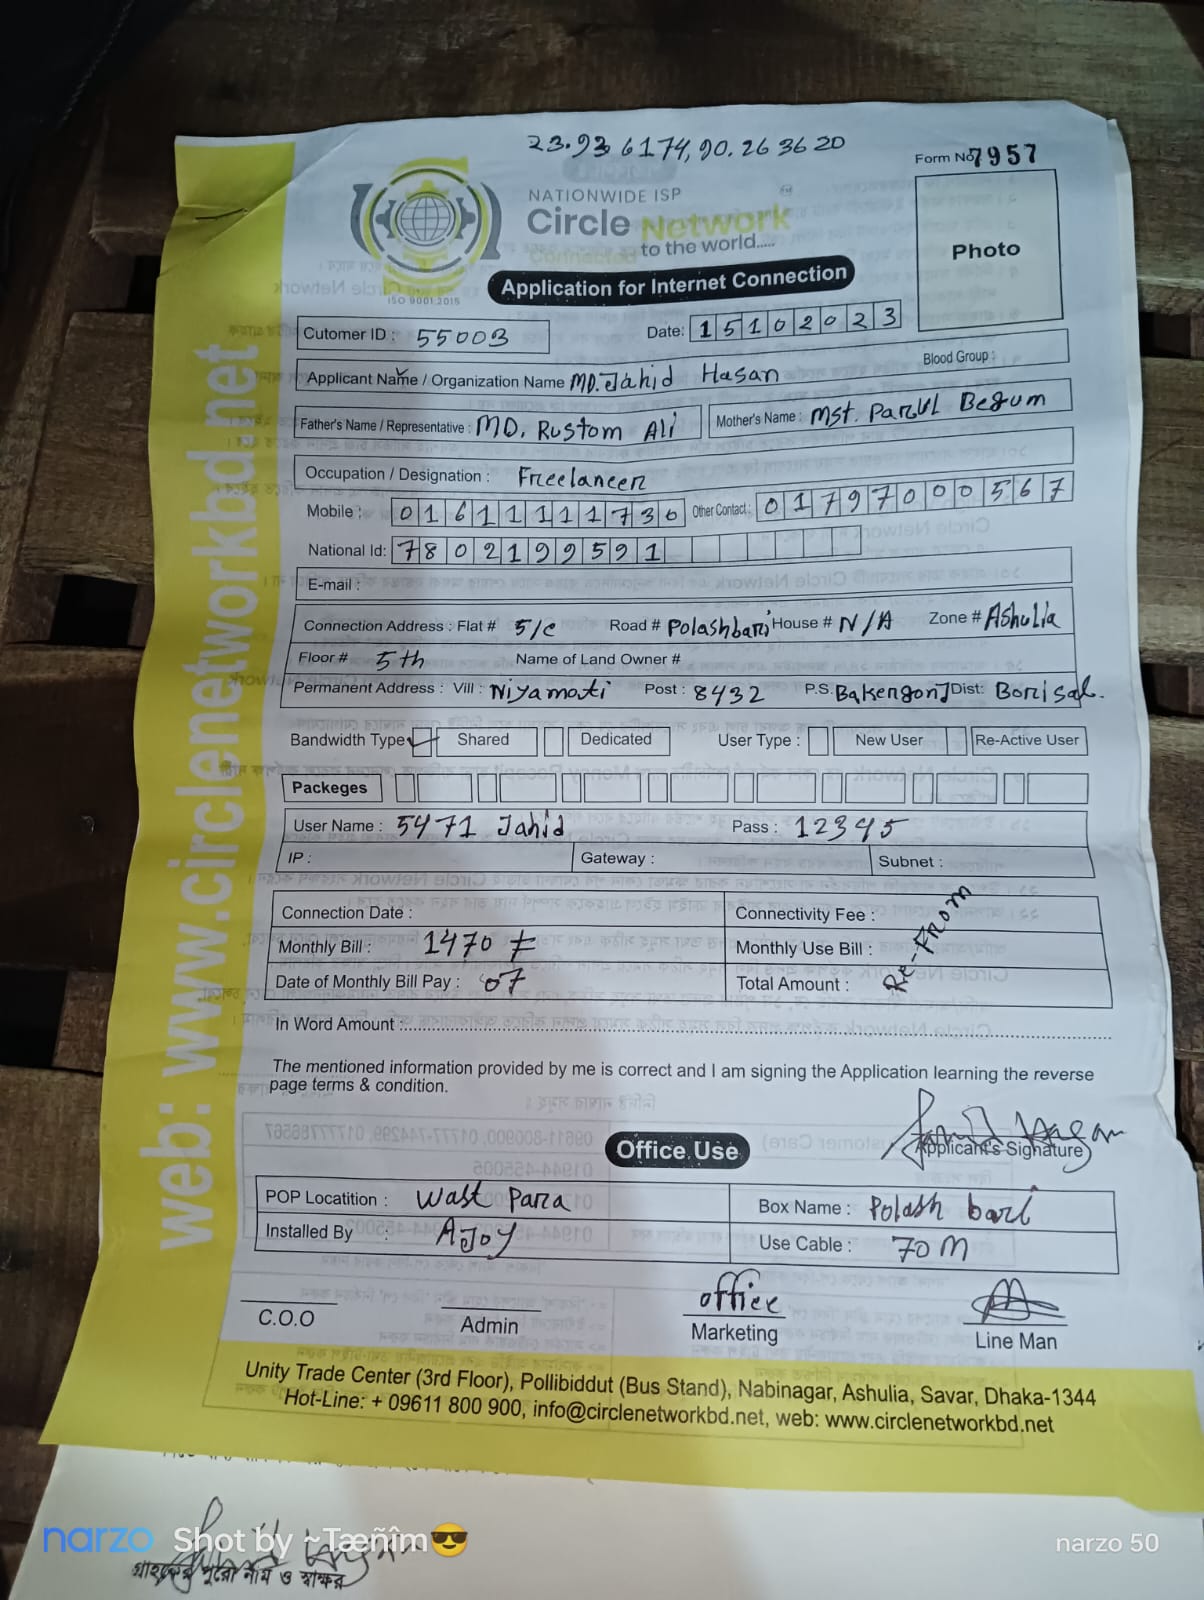 23.93 6174, 90.263620
Form No 7957
NATIONWIDE ISP
Circle Network
Connected to the world.....
ISO 9001:2015
Photo
Application for Internet Connection
Cutomer ID : 55003
Date: 15102023
Blood Group :
Applicant Name / Organization Name MD. Jahid Hasan
Father's Name / Representative : MD. Rustom Ali Mother's Name : Mst. Parul Begum
Occupation / Designation : Freelancer
Mobile : 01611111730 Other Contact: 01797000567
National Id: 7802199591
E-mail :
Connection Address : Flat # 5/c Road # Polashbari House # N/A Zone # Ashulia
Floor # 5th Name of Land Owner #
Permanent Address : Vill : Niyamoti Post : 8432 P.S. Bakergonj Dist: Borisal.
Bandwidth Type Shared Dedicated User Type : New User Re-Active User
Packeges
User Name : 5471 Jahid Pass : 12345
IP : Gateway : Subnet :
Connection Date : Connectivity Fee :
Monthly Bill : 1470 Monthly Use Bill :
Date of Monthly Bill Pay : 07 Total Amount :
Re-From
In Word Amount :
The mentioned information provided by me is correct and I am signing the Application learning the reverse
page terms & condition.
Jahid Hasan
Applicant's Signature
Office Use
POP Locatition : Wast Para Box Name : Polash bari
Installed By : AJoy Use Cable : 70M
office
C.O.O Admin Marketing Line Man
Unity Trade Center (3rd Floor), Pollibiddut (Bus Stand), Nabinagar, Ashulia, Savar, Dhaka-1344
Hot-Line: + 09611 800 900, info@circlenetworkbd.net, web: www.circlenetworkbd.net
web: www.circlenetworkbd.net
narzo Shot by ~Tæñîm😎 narzo 50
গ্রাহকের পুরো নাম ও স্বাক্ষর